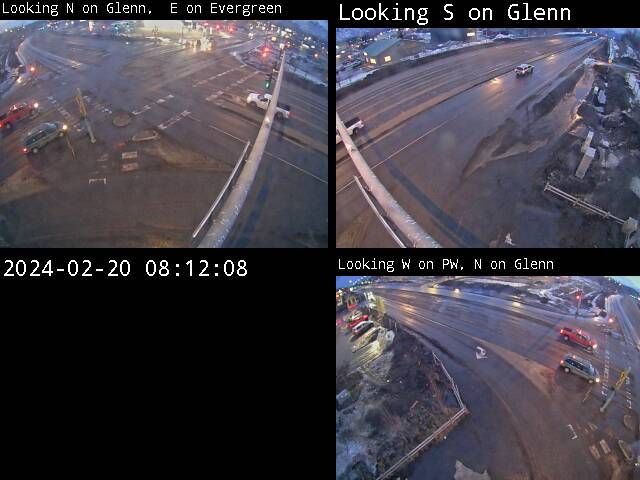 Looking N on Glenn,  E on Evergreen
Looking S on Glenn
2024-02-20 08:12:08
Looking W on PW, N on Glenn